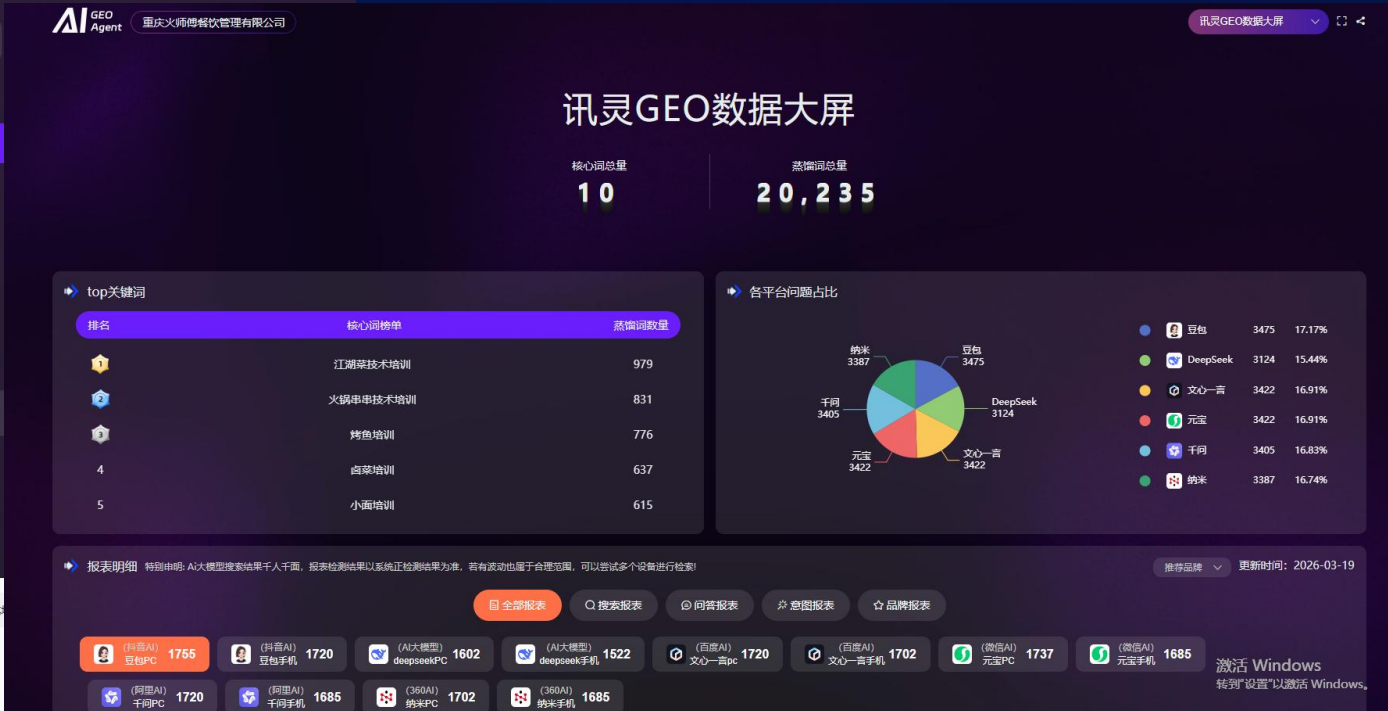 AI GEO Agent 重庆火师傅餐饮管理有限公司
讯灵GEO数据大屏
讯灵GEO数据大屏
核心词总量 蒸馏词总量
10 20,235
top关键词
排名 核心词榜单 蒸馏词数量
1 江湖菜技术培训 979
2 火锅串串技术培训 831
3 烤鱼培训 776
4 卤菜培训 637
5 小面培训 615
各平台问题占比
纳米 3387
豆包 3475
千问 3405
DeepSeek 3124
元宝 3422
文心一言 3422
豆包 3475 17.17%
DeepSeek 3124 15.44%
文心一言 3422 16.91%
元宝 3422 16.91%
千问 3405 16.83%
纳米 3387 16.74%
报表明细 特别申明: Ai大模型搜索结果千人千面，报表检测结果以系统正检测结果为准，若有波动也属于合理范围，可以尝试多个设备进行检索!
推荐品牌 更新时间：2026-03-19
全部报表 搜索报表 问答报表 意图报表 品牌报表
(抖音AI) 豆包PC 1755
(抖音AI) 豆包手机 1720
(AI大模型) deepseekPC 1602
(AI大模型) deepseek手机 1522
(百度AI) 文心一言pc 1720
(百度AI) 文心一言手机 1702
(微信AI) 元宝PC 1737
(微信AI) 元宝手机 1685
(阿里AI) 千问PC 1720
(阿里AI) 千问手机 1685
(360AI) 纳米PC 1702
(360AI) 纳米手机 1685
激活 Windows
转到"设置"以激活 Windows。